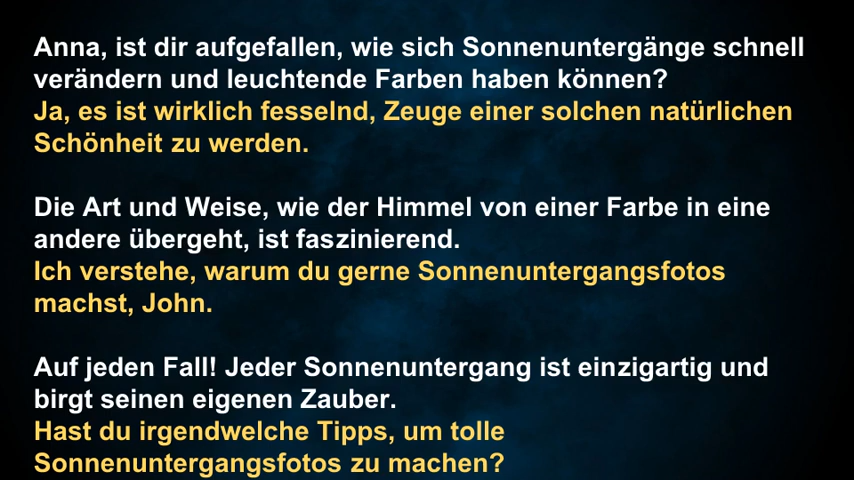 Anna, ist dir aufgefallen, wie sich Sonnenuntergänge schnell
verändern und leuchtende Farben haben können?
Ja, es ist wirklich fesselnd, Zeuge einer solchen natürlichen
Schönheit zu werden.
Die Art und Weise, wie der Himmel von einer Farbe in eine
andere übergeht, ist faszinierend.
Ich verstehe, warum du gerne Sonnenuntergangsfotos
machst, John.
Auf jeden Fall! Jeder Sonnenuntergang ist einzigartig und
birgt seinen eigenen Zauber.
Hast du irgendwelche Tipps, um tolle
Sonnenuntergangsfotos zu machen?